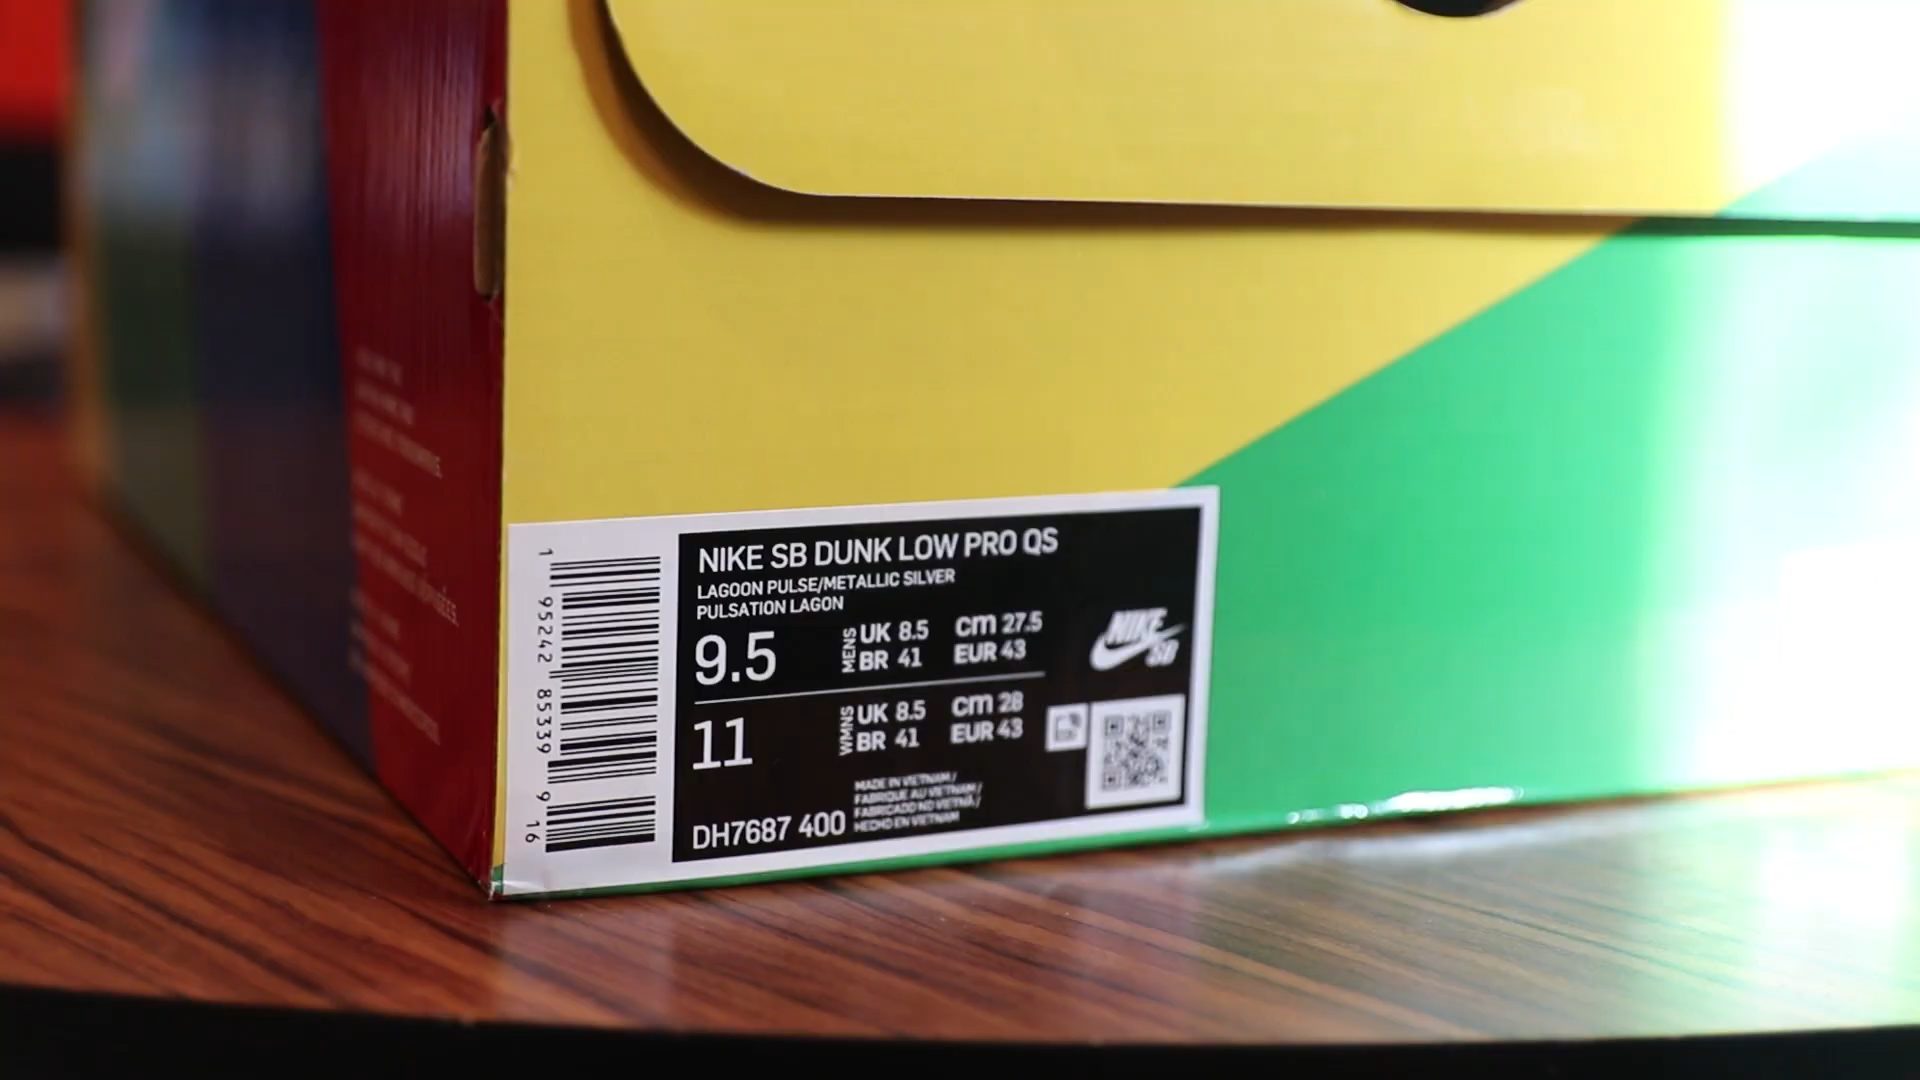 NIKE SB DUNK LOW PRO QS
LAGOON PULSE/METALLIC SILVER
PULSATION LAGON
9.5 MENS UK 8.5 cm 27.5
BR 41 EUR 43
11 WMNS UK 8.5 cm 28
BR 41 EUR 43
NIKE
SB
MADE IN VIETNAM /
FABRIQUE AU VIETNAM /
FABRICADO NO VIETNÃ /
HECHO EN VIETNAM
DH7687 400
1 95242 85339 9 16